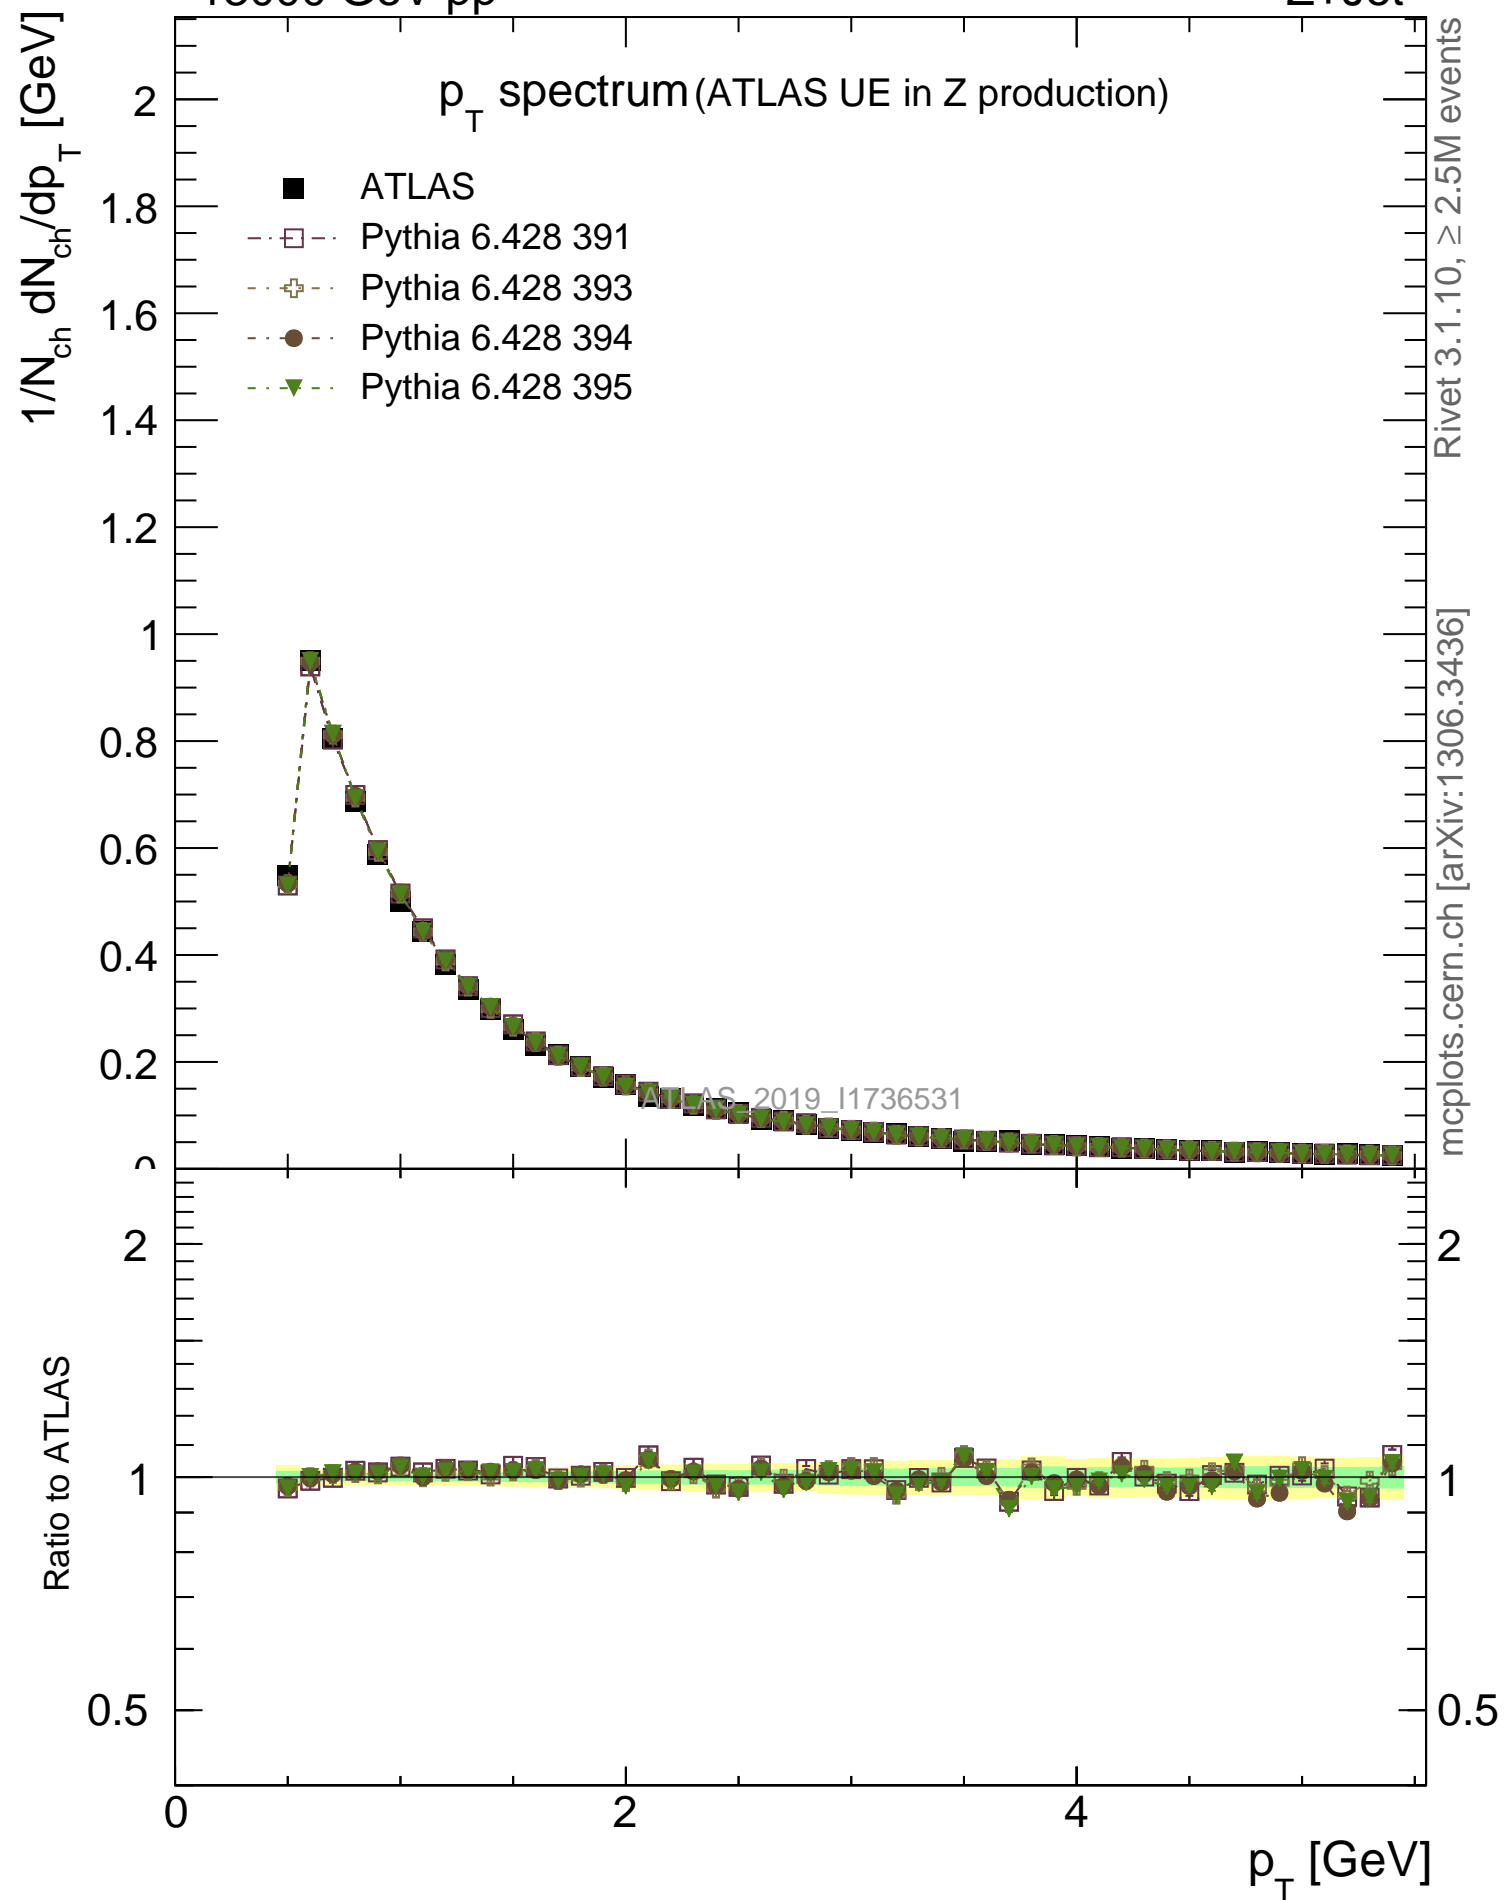 1/N_ch dN_ch/dp_T [GeV]
p_T spectrum (ATLAS UE in Z production)
ATLAS
Pythia 6.428 391
Pythia 6.428 393
Pythia 6.428 394
Pythia 6.428 395
2
1.8
1.6
1.4
1.2
1
0.8
0.6
0.4
0.2
0
ATLAS_2019_I1736531
Rivet 3.1.10, ≥ 2.5M events
mcplots.cern.ch [arXiv:1306.3436]
Ratio to ATLAS
2
1
0.5
2
1
0.5
0
2
4
p_T [GeV]